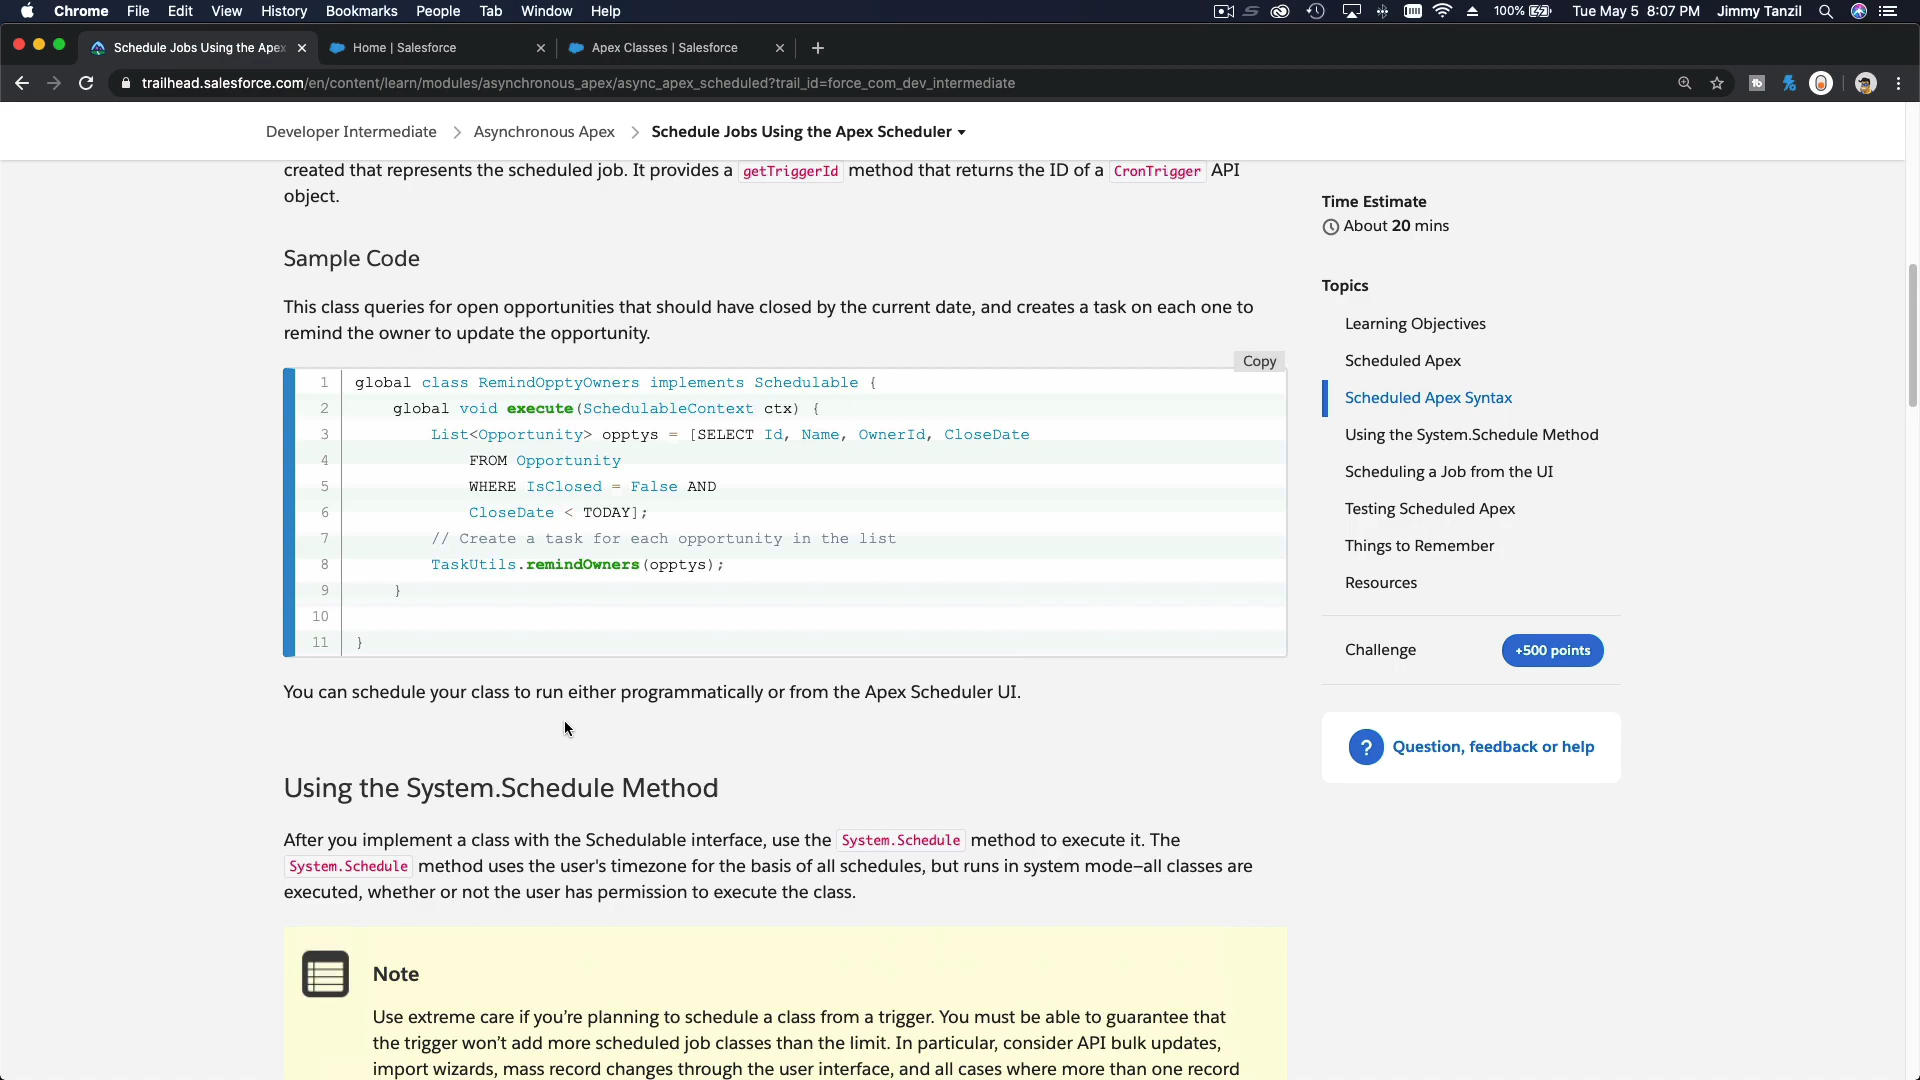 Chrome File Edit View History Bookmarks People Tab Window Help 100% Tue May 5 8:07 PM Jimmy Tanzil
Schedule Jobs Using the Apex Home | Salesforce Apex Classes | Salesforce
trailhead.salesforce.com/en/content/learn/modules/asynchronous_apex/async_apex_scheduled?trail_id=force_com_dev_intermediate
Developer Intermediate Asynchronous Apex Schedule Jobs Using the Apex Scheduler
created that represents the scheduled job. It provides a getTriggerId method that returns the ID of a CronTrigger API
object.
Sample Code
This class queries for open opportunities that should have closed by the current date, and creates a task on each one to
remind the owner to update the opportunity.
Copy
1 global class RemindOpptyOwners implements Schedulable {
2 global void execute(SchedulableContext ctx) {
3 List<Opportunity> opptys = [SELECT Id, Name, OwnerId, CloseDate
4 FROM Opportunity
5 WHERE IsClosed = False AND
6 CloseDate < TODAY];
7 // Create a task for each opportunity in the list
8 TaskUtils.remindOwners(opptys);
9 }
10
11 }
You can schedule your class to run either programmatically or from the Apex Scheduler UI.
Using the System.Schedule Method
After you implement a class with the Schedulable interface, use the System.Schedule method to execute it. The
System.Schedule method uses the user's timezone for the basis of all schedules, but runs in system mode—all classes are
executed, whether or not the user has permission to execute the class.
Note
Use extreme care if you’re planning to schedule a class from a trigger. You must be able to guarantee that
the trigger won’t add more scheduled job classes than the limit. In particular, consider API bulk updates,
import wizards, mass record changes through the user interface, and all cases where more than one record
Time Estimate
About 20 mins
Topics
Learning Objectives
Scheduled Apex
Scheduled Apex Syntax
Using the System.Schedule Method
Scheduling a Job from the UI
Testing Scheduled Apex
Things to Remember
Resources
Challenge +500 points
? Question, feedback or help